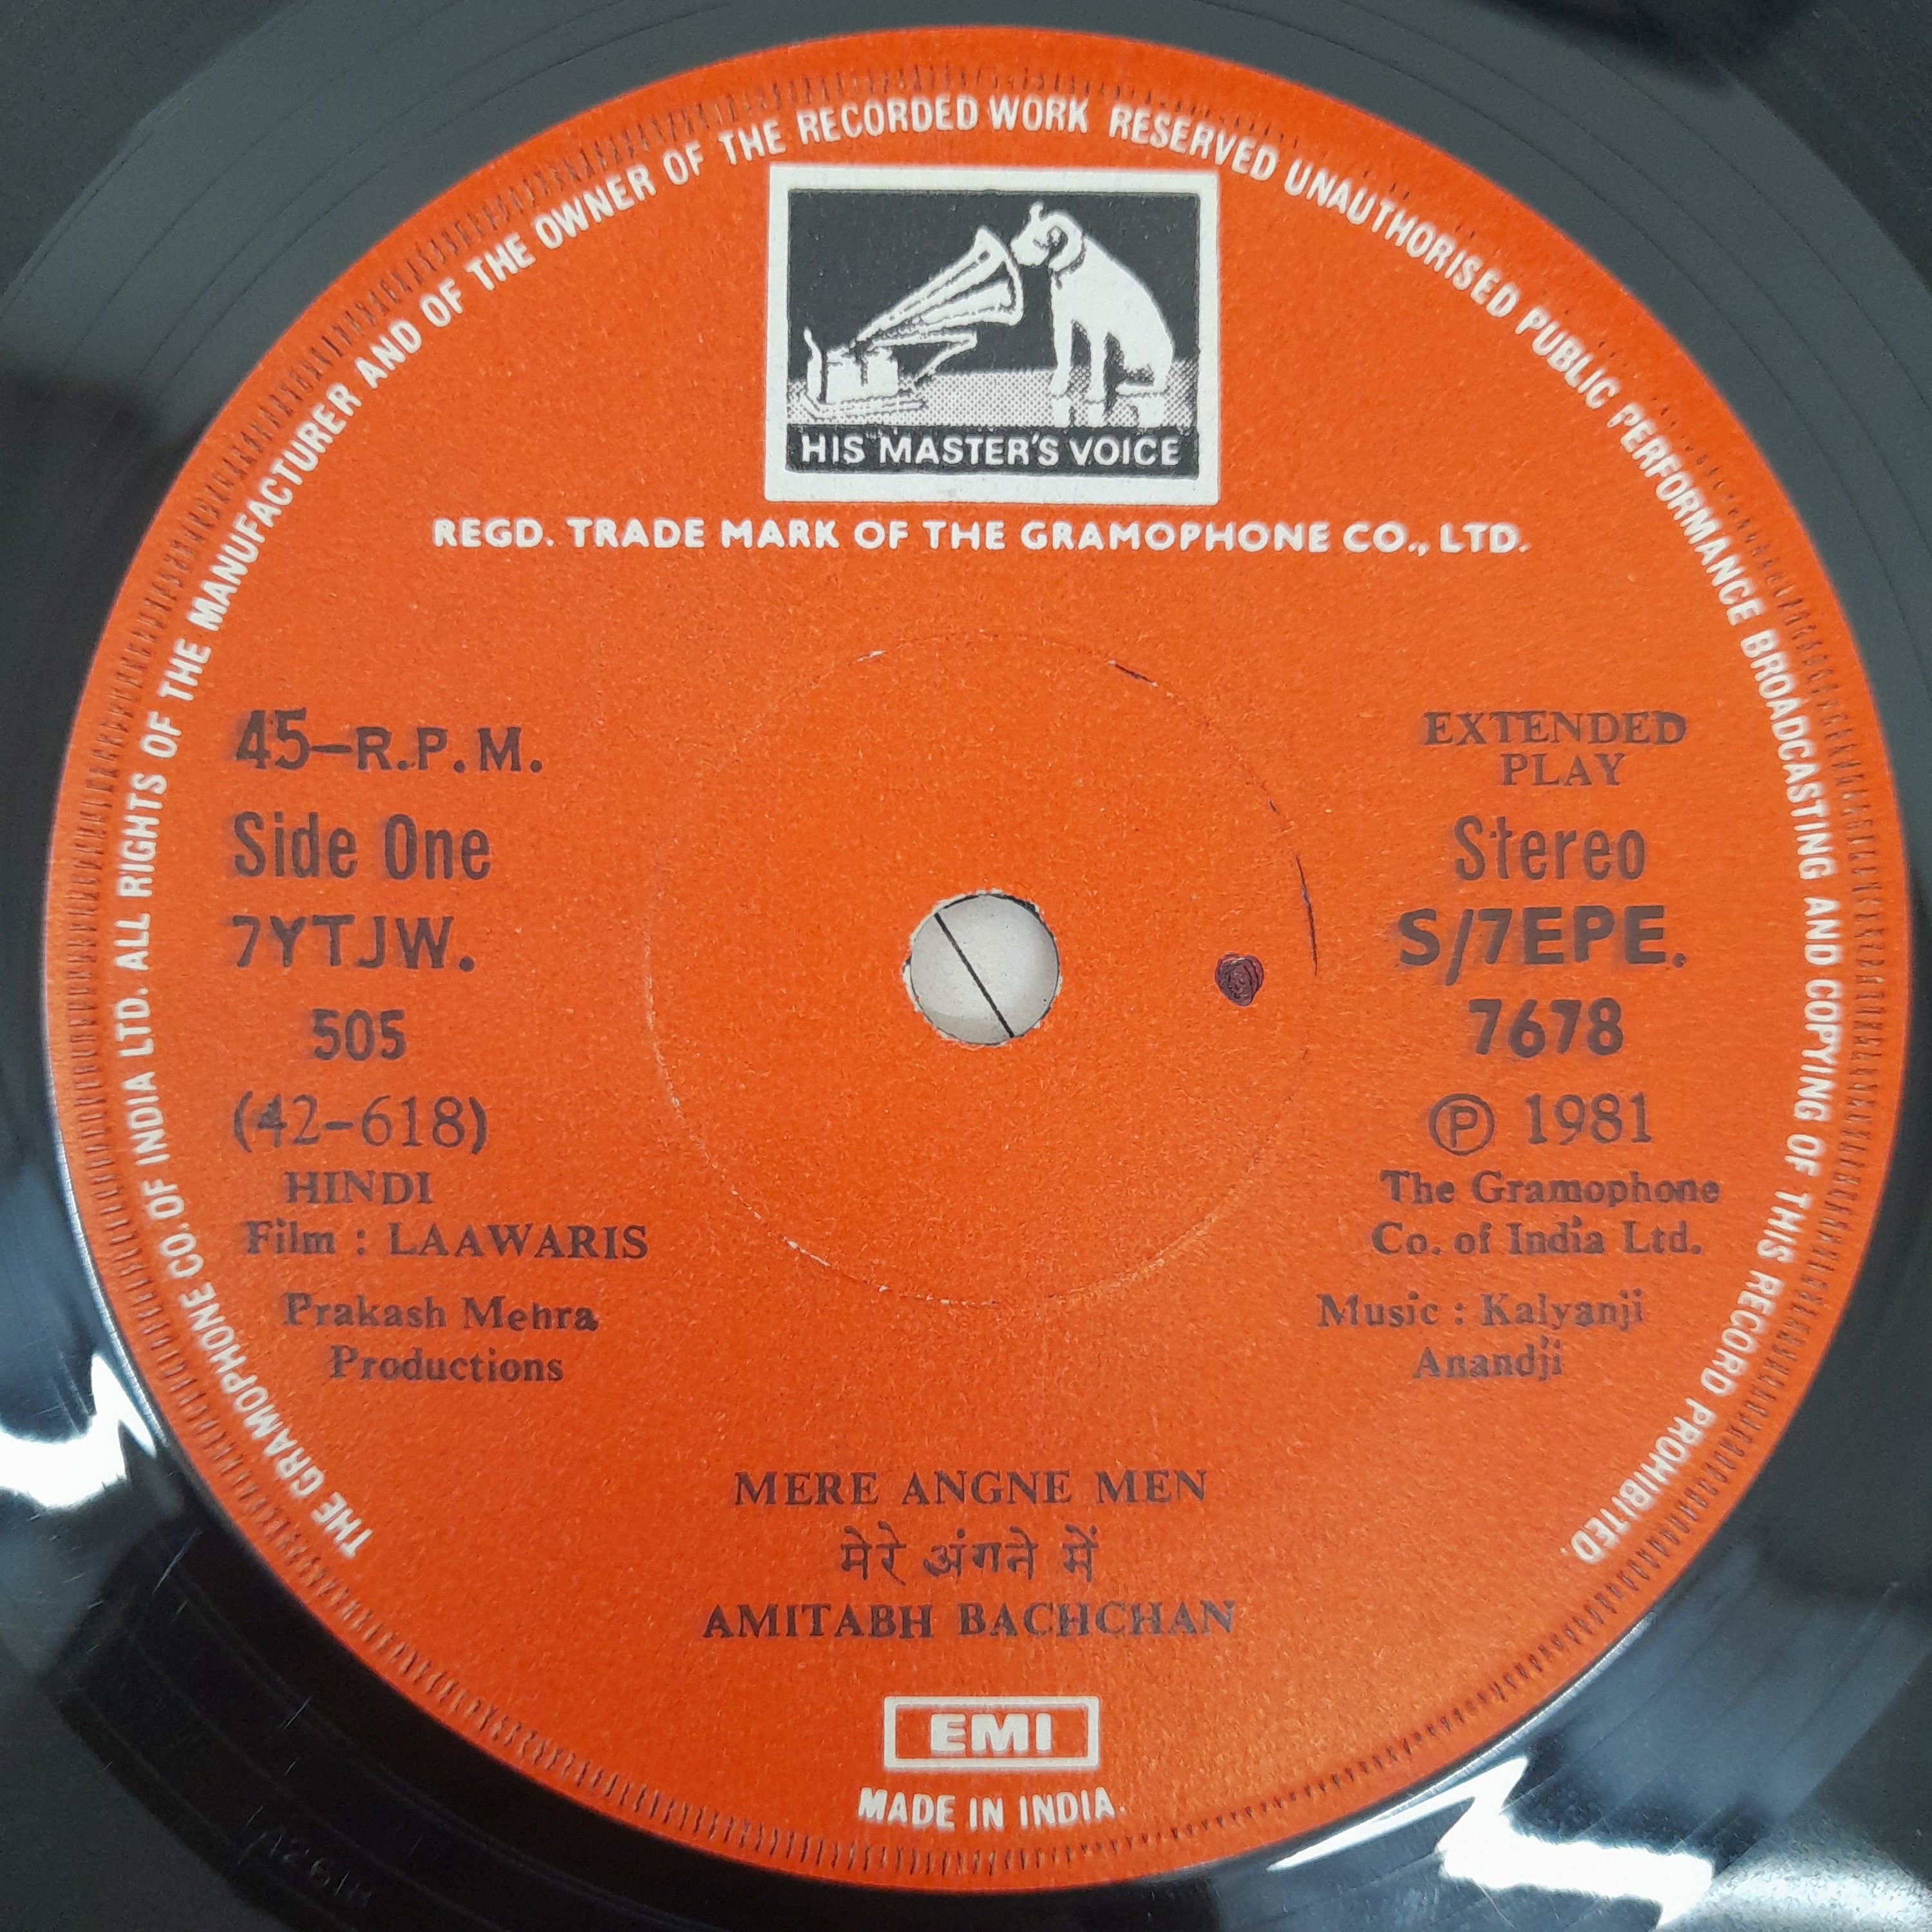 THE GRAMOPHONE CO. OF INDIA LTD. ALL RIGHTS OF THE MANUFACTURER AND OF THE OWNER OF THE RECORDED WORK RESERVED UNAUTHORISED PUBLIC PERFORMANCE BROADCASTING AND COPYING OF THIS RECORD PROHIBITED.
HIS MASTER'S VOICE
REGD. TRADE MARK OF THE GRAMOPHONE CO., LTD.
45-R.P.M.
Side One
7YTJW.
505
(42-618)
HINDI
Film : LAAWARIS
Prakash Mehra
Productions
EXTENDED
PLAY
Stereo
S/7EPE.
7678
Ⓟ 1981
The Gramophone
Co. of India Ltd.
Music : Kalyanji
Anandji
MERE ANGNE MEN
मेरे अंगने में
AMITABH BACHCHAN
EMI
MADE IN INDIA.